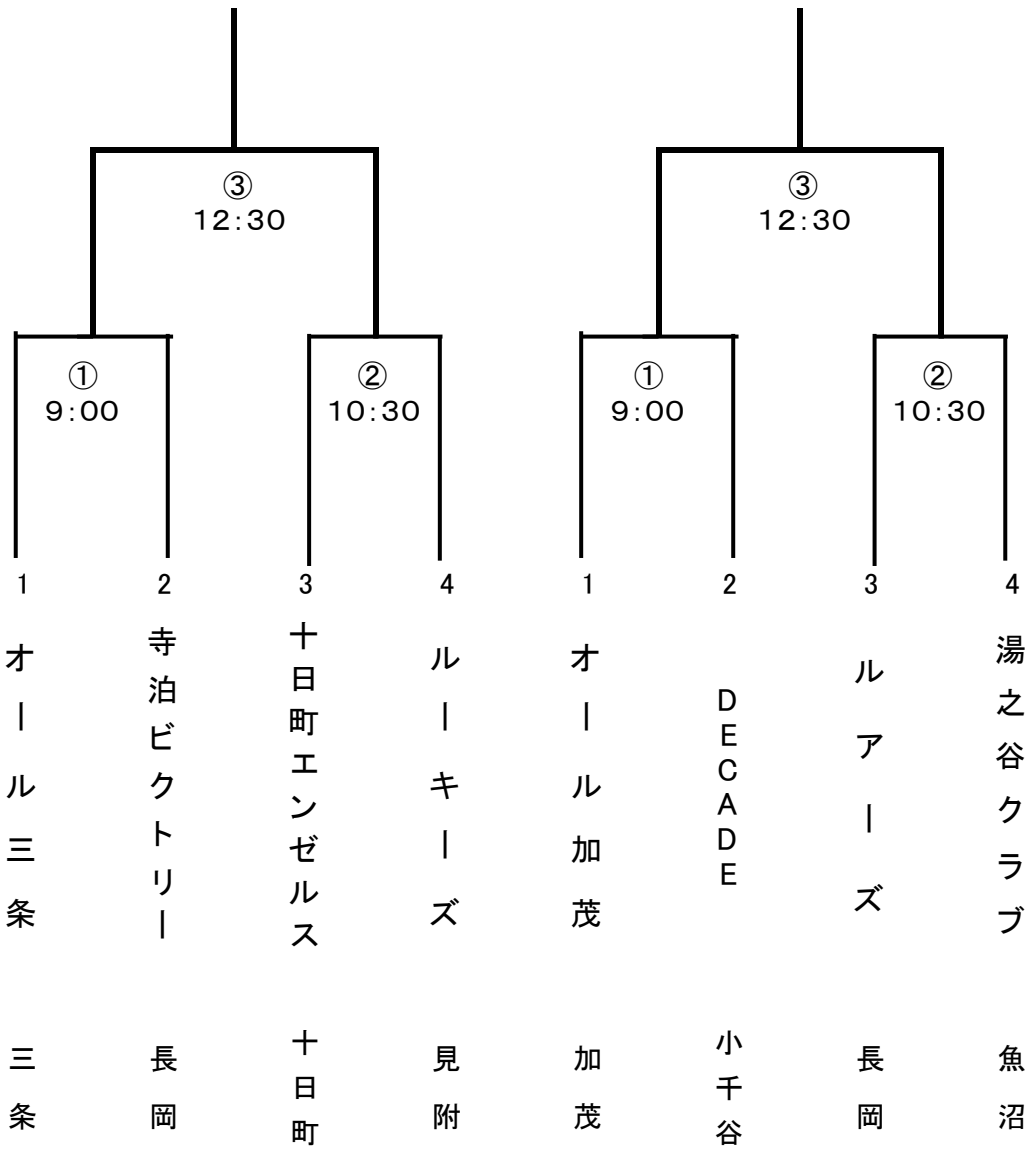 ③ ③
12:30 12:30
① ② ① ②
9:00 10:30 9:00 10:30
1 2 3 4 1 2 3 4
オール三条
寺泊ビクトリー
十日町エンゼルス
ルーキーズ
オール加茂
DECADE
ルアーズ
湯之谷クラブ
三条
長岡
十日町
見附
加茂
小千谷
長岡
魚沼